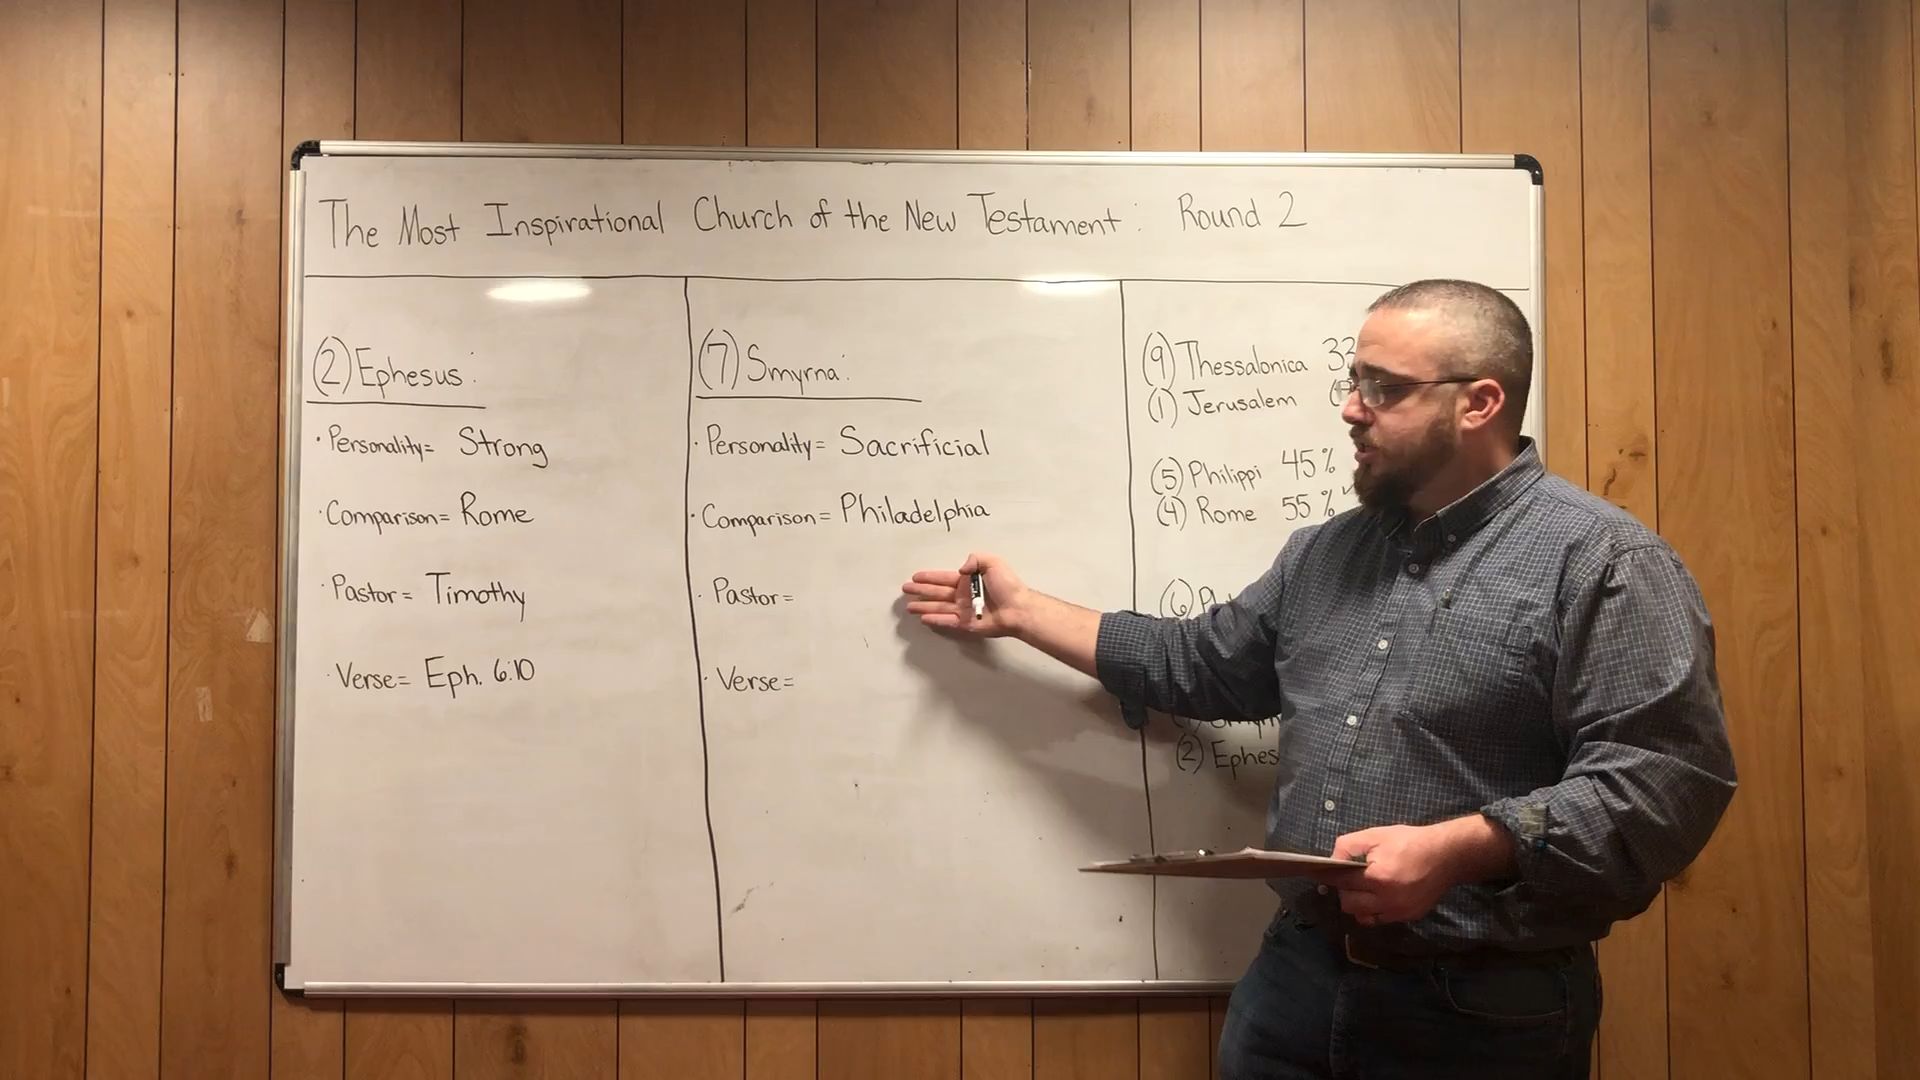 The Most Inspirational Church of the New Testament: Round 2
(2) Ephesus:
· Personality = Strong
· Comparison = Rome
· Pastor = Timothy
· Verse = Eph. 6:10
(7) Smyrna:
· Personality = Sacrificial
· Comparison = Philadelphia
· Pastor =
· Verse =
(9) Thessalonica 33
(1) Jerusalem
(5) Philippi 45%
(4) Rome 55% ✓
(6)
(2)